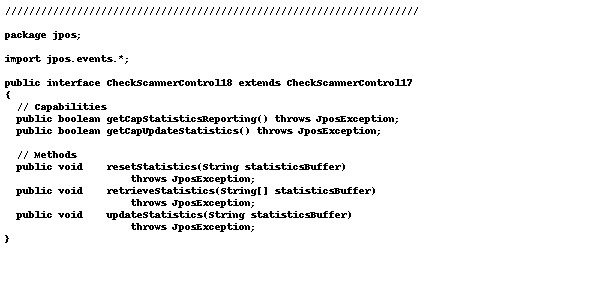 /////////////////////////////////////////////////////////////////////
package jpos;
import jpos.events.*;
public interface CheckScannerControl18 extends CheckScannerControl17
{
  // Capabilities
  public boolean getCapStatisticsReporting() throws JposException;
  public boolean getCapUpdateStatistics() throws JposException;
  // Methods
  public void    resetStatistics(String statisticsBuffer)
                     throws JposException;
  public void    retrieveStatistics(String[] statisticsBuffer)
                     throws JposException;
  public void    updateStatistics(String statisticsBuffer)
                     throws JposException;
}